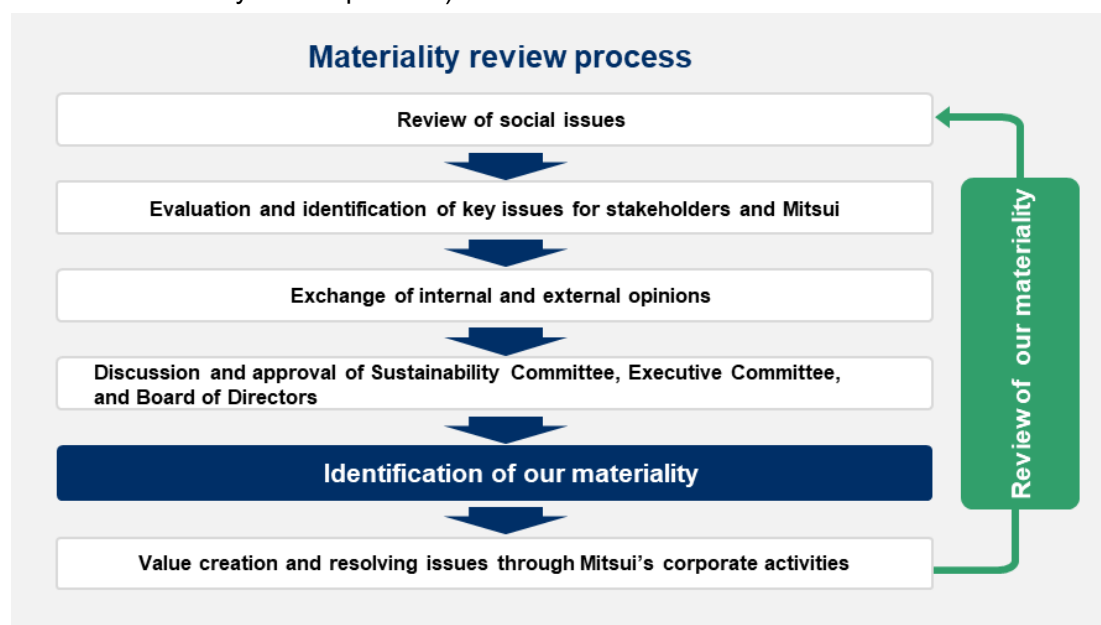 Materiality review process
Review of social issues
Evaluation and identification of key issues for stakeholders and Mitsui
Exchange of internal and external opinions
Discussion and approval of Sustainability Committee, Executive Committee,
and Board of Directors
Identification of our materiality
Value creation and resolving issues through Mitsui's corporate activities
Review of our materiality